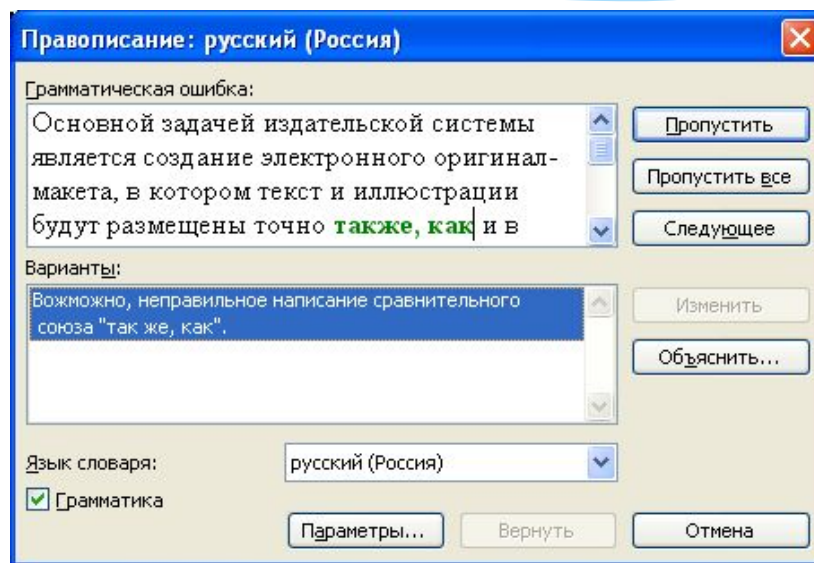 Правописание: русский (Россия)
Грамматическая ошибка:
Основной задачей издательской системы
является создание электронного оригинал-
макета, в котором текст и иллюстрации
будут размещены точно также, как и в
Пропустить
Пропустить все
Следующее
Варианты:
Вожможно, неправильное написание сравнительного
союза "так же, как".
Изменить
Объяснить...
Язык словаря:
русский (Россия)
Грамматика
Параметры...
Вернуть
Отмена